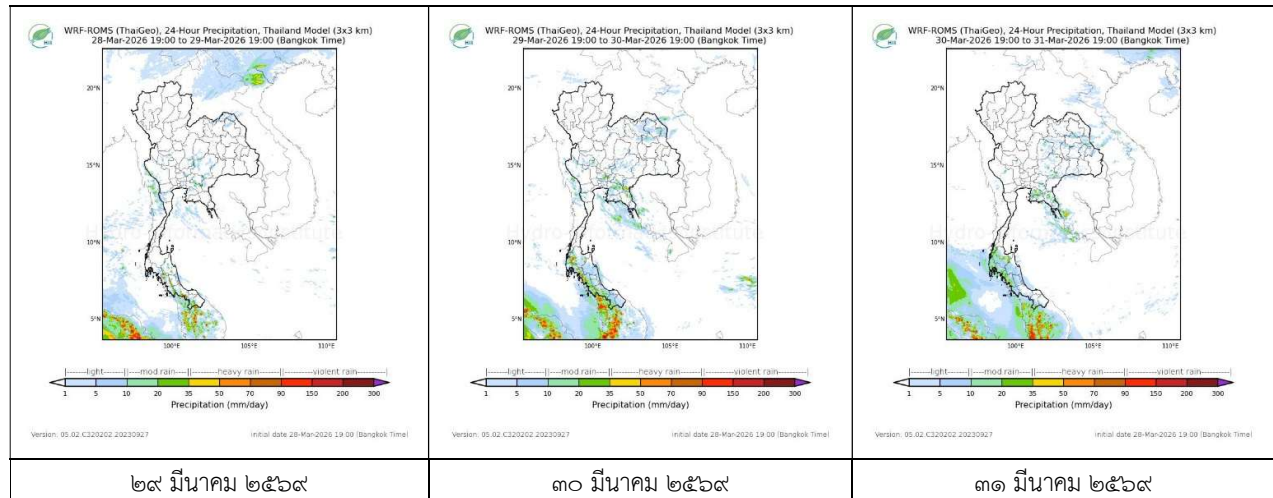 WRF-ROMS (ThaiGeo), 24-Hour Precipitation, Thailand Model (3x3 km)
28-Mar-2026 19:00 to 29-Mar-2026 19:00 (Bangkok Time)
20°N
15°N
10°N
5°N
100°E
105°E
110°E
|--------light--------||----mod rain----||------heavy rain------||------violent rain------|
1 5 10 20 35 50 70 90 150 200 300
Precipitation (mm/day)
Version: 05.02.C320202.20230927
initial date 28-Mar-2026 19:00 (Bangkok Time)
๒๙ มีนาคม ๒๕๖๙
WRF-ROMS (ThaiGeo), 24-Hour Precipitation, Thailand Model (3x3 km)
29-Mar-2026 19:00 to 30-Mar-2026 19:00 (Bangkok Time)
20°N
15°N
10°N
5°N
100°E
105°E
110°E
|--------light--------||----mod rain----||------heavy rain------||------violent rain------|
1 5 10 20 35 50 70 90 150 200 300
Precipitation (mm/day)
Version: 05.02.C320202.20230927
initial date 28-Mar-2026 19:00 (Bangkok Time)
๓๐ มีนาคม ๒๕๖๙
WRF-ROMS (ThaiGeo), 24-Hour Precipitation, Thailand Model (3x3 km)
30-Mar-2026 19:00 to 31-Mar-2026 19:00 (Bangkok Time)
20°N
15°N
10°N
5°N
100°E
105°E
110°E
|--------light--------||----mod rain----||------heavy rain------||------violent rain------|
1 5 10 20 35 50 70 90 150 200 300
Precipitation (mm/day)
Version: 05.02.C320202.20230927
initial date 28-Mar-2026 19:00 (Bangkok Time)
๓๑ มีนาคม ๒๕๖๙